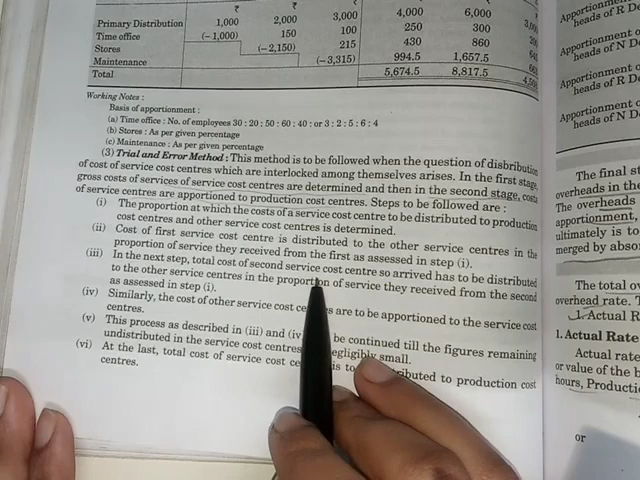 ₹ ₹ ₹ ₹ ₹ ₹
Primary Distribution 1,000 2,000 3,000 4,000 6,000
Time office (– 1,000) 150 100 250 300
Stores (– 2,150) 215 430 860
Maintenance (– 3,315) 994.5 1,657.5
Total 5,674.5 8,817.5
Working Notes :
Basis of apportionment :
(a) Time office : No. of employees 30 : 20 : 50 : 60 : 40 : or 3 : 2 : 5 : 6 : 4
(b) Stores : As per given percentage
(c) Maintenance : As per given percentage
(3) Trial and Error Method : This method is to be followed when the question of disbribution
of cost of service cost centres which are interlocked among themselves arises. In the first stage,
gross costs of services of service cost centres are determined and then in the second stage, costs
of service centres are apportioned to production cost centres. Steps to be followed are :
(i) The proportion at which the costs of a service cost centre to be distributed to production
cost centres and other service cost centres is determined.
(ii) Cost of first service cost centre is distributed to the other service centres in the
proportion of service they received from the first as assessed in step (i).
(iii) In the next step, total cost of second service cost centre so arrived has to be distributed
to the other service centres in the proportion of service they received from the second
as assessed in step (i).
(iv) Similarly, the cost of other service cost are to be apportioned to the service cost
centres.
(v) This process as described in (iii) and (iv be continued till the figures remaining
undistributed in the service cost centres negligibly small.
(vi) At the last, total cost of service cost is to production cost
centres.
Apportionment
heads of R De
Apportionment o
heads of N D
Apportionment
heads of R D
Apportionment o
heads of N D
The final st
overheads in the
The overheads
apportionment,
ultimately is to
merged by abso
The total ov
overhead rate. T
1. Actual R
1. Actual Rate
Actual rate
or value of the b
hours, Producti
or